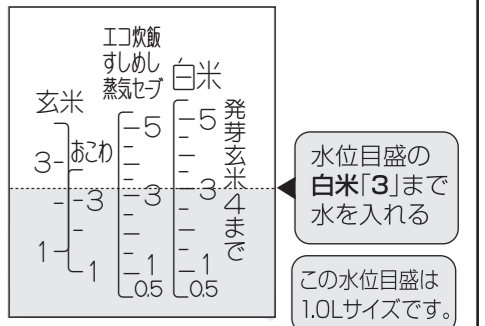 エコ炊飯
すしめし
蒸気セーブ
白米
玄米
おこわ
3
1
3
1
5
3
1
0.5
5
3
1
0.5
発芽玄米4まで
水位目盛の
白米「3」まで
水を入れる
この水位目盛は
1.0Lサイズです。